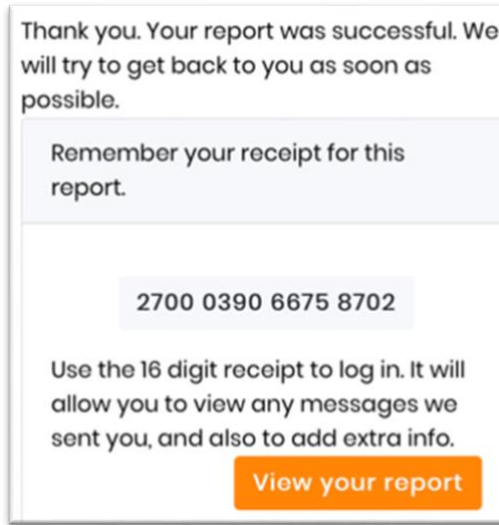 Thank you. Your report was successful. We
will try to get back to you as soon as
possible.
Remember your receipt for this
report.
2700 0390 6675 8702
Use the 16 digit receipt to log in. It will
allow you to view any messages we
sent you, and also to add extra info.
View your report